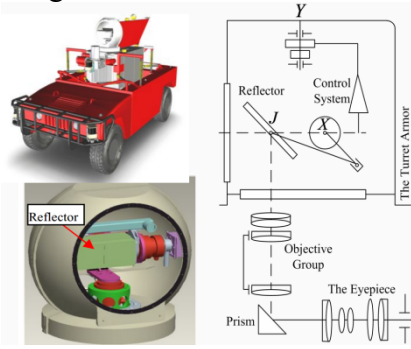 Y
Control
System
Reflector
J
X
The Turret Armor
Reflector
Objective
Group
The Eyepiece
Prism